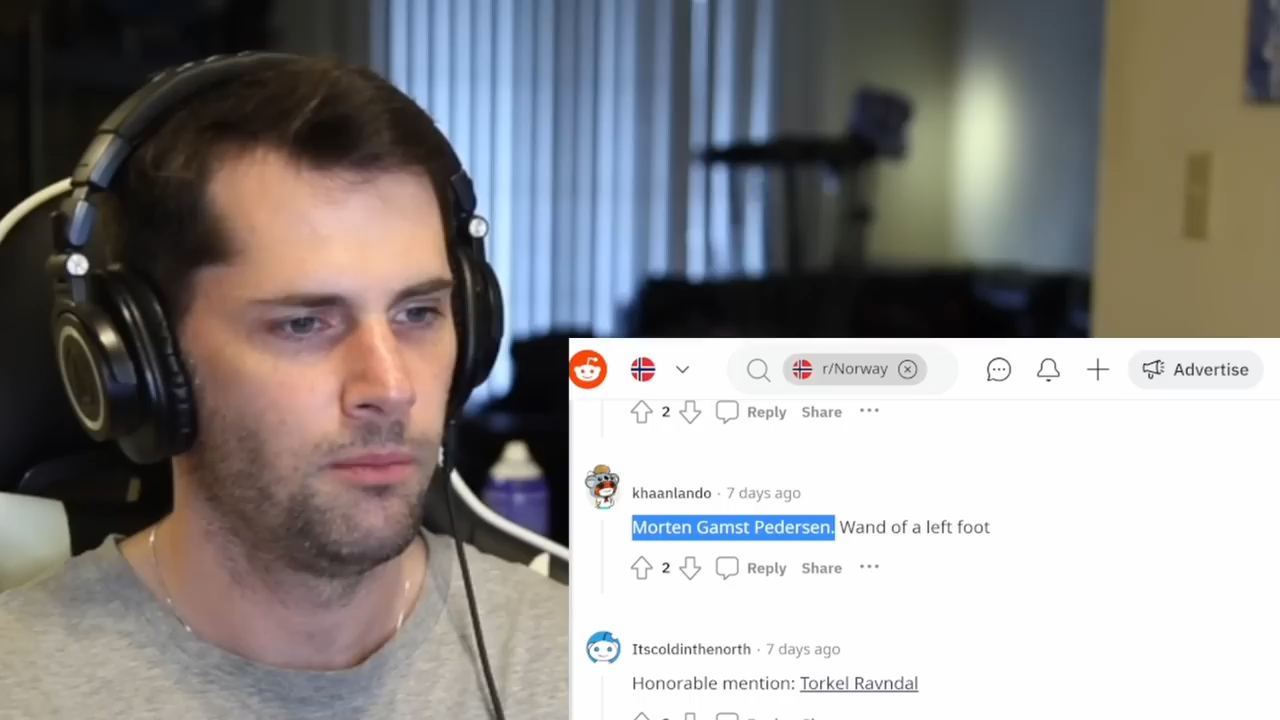 r/Norway
Advertise
2 Reply Share
khaanlando · 7 days ago
Morten Gamst Pedersen. Wand of a left foot
2 Reply Share
Itscoldinthenorth · 7 days ago
Honorable mention: Torkel Ravndal